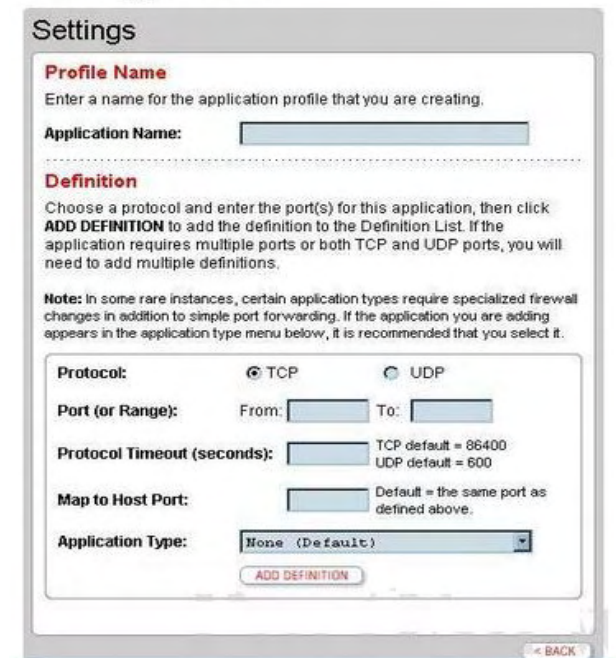 Settings
Profile Name
Enter a name for the application profile that you are creating.
Application Name:
Definition
Choose a protocol and enter the port(s) for this application, then click
ADD DEFINITION to add the definition to the Definition List. If the
application requires multiple ports or both TCP and UDP ports, you will
need to add multiple definitions.
Note: In some rare instances, certain application types require specialized firewall
changes in addition to simple port forwarding. If the application you are adding
appears in the application type menu below, it is recommended that you select it.
Protocol: TCP UDP
Port (or Range): From: To:
Protocol Timeout (seconds): TCP default = 86400
UDP default = 600
Map to Host Port: Default = the same port as
defined above.
Application Type: None (Default)
ADD DEFINITION
< BACK